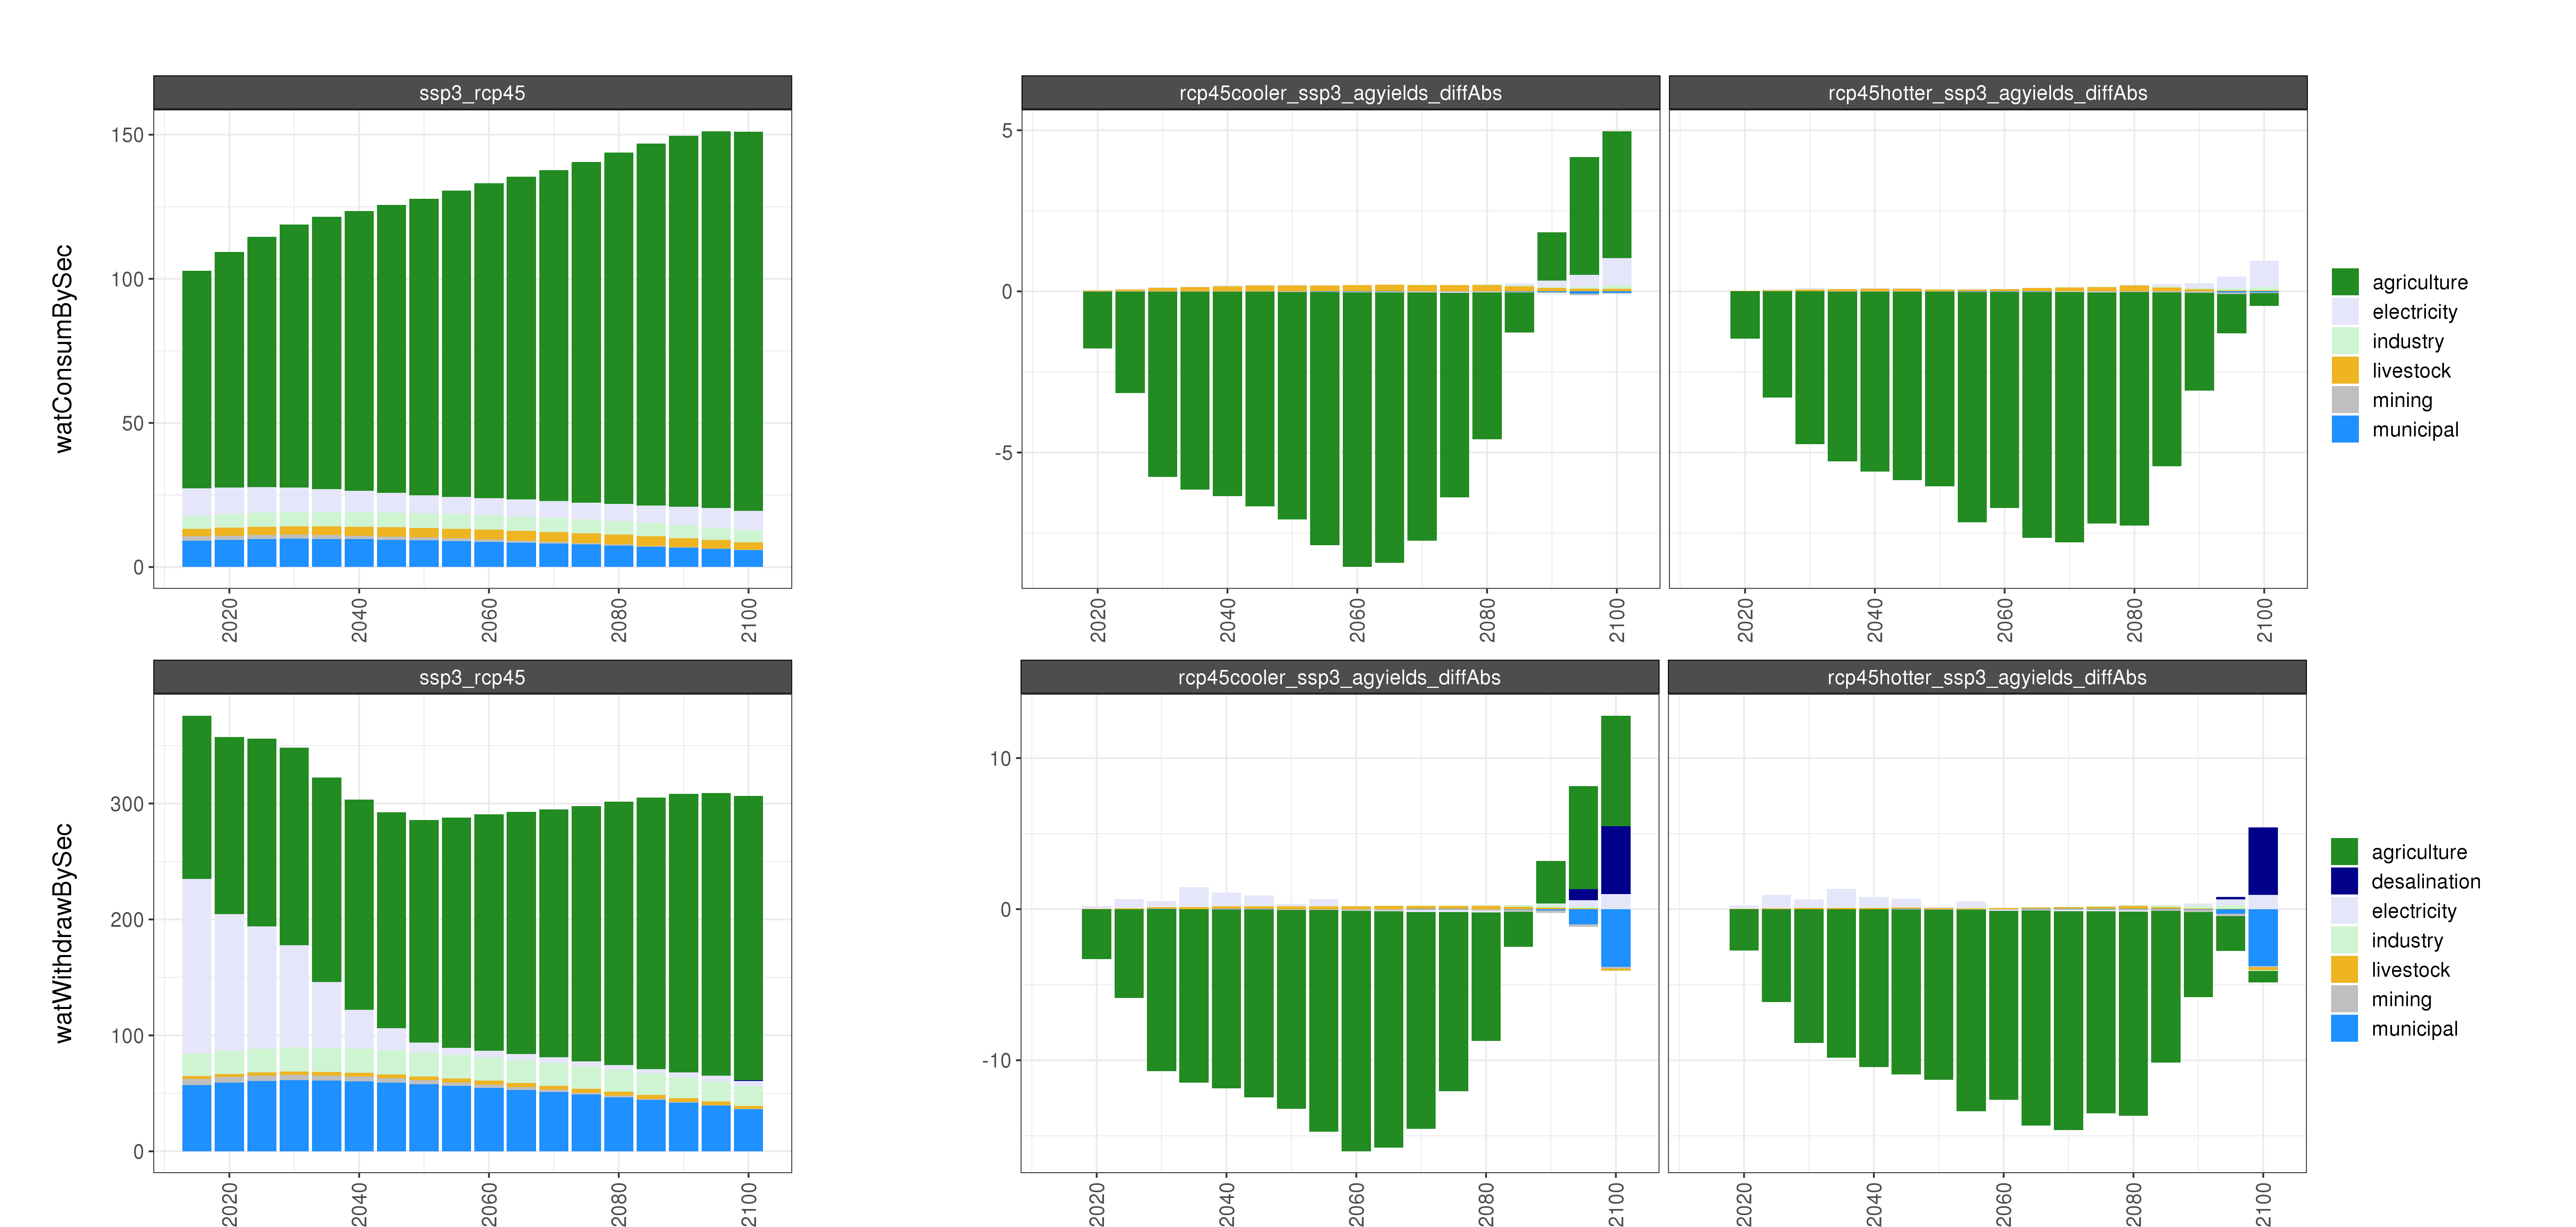 ssp3_rcp45
rcp45cooler_ssp3_agyields_diffAbs
rcp45hotter_ssp3_agyields_diffAbs
watConsumBySec
150
100
50
0
5
0
-5
2020 2040 2060 2080 2100
2020 2040 2060 2080 2100
2020 2040 2060 2080 2100
agriculture
electricity
industry
livestock
mining
municipal
ssp3_rcp45
rcp45cooler_ssp3_agyields_diffAbs
rcp45hotter_ssp3_agyields_diffAbs
watWithdrawBySec
300
200
100
0
10
0
-10
2020 2040 2060 2080 2100
2020 2040 2060 2080 2100
2020 2040 2060 2080 2100
agriculture
desalination
electricity
industry
livestock
mining
municipal